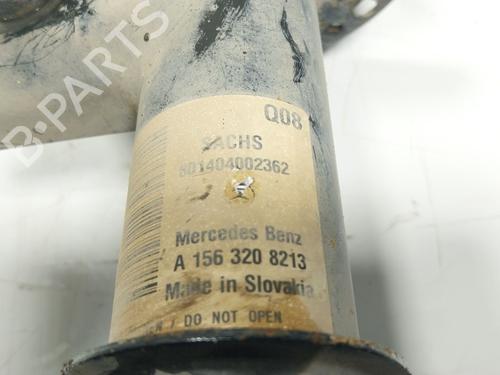 B-PARTS
Q08
SACHS
801404002362
Mercedes Benz
A 156 320 8213
Made in Slovakia
/ DO NOT OPEN